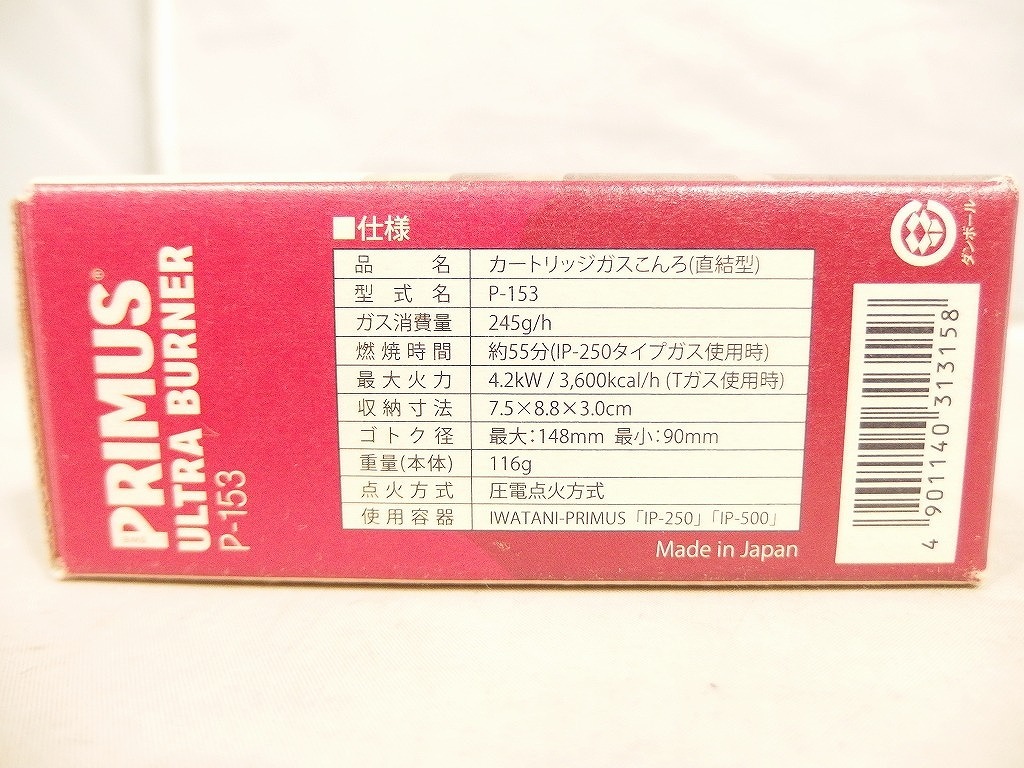 PRIMUS®
ULTRA BURNER
P-153
■仕様
品名 カートリッジガスこんろ(直結型)
型式名 P-153
ガス消費量 245g/h
燃焼時間 約55分(IP-250タイプガス使用時)
最大火力 4.2kW / 3,600kcal/h (Tガス使用時)
収納寸法 7.5×8.8×3.0cm
ゴトク径 最大:148mm 最小:90mm
重量(本体) 116g
点火方式 圧電点火方式
使用容器 IWATANI-PRIMUS「IP-250」「IP-500」
Made in Japan
ダンボール
4 901140 313158